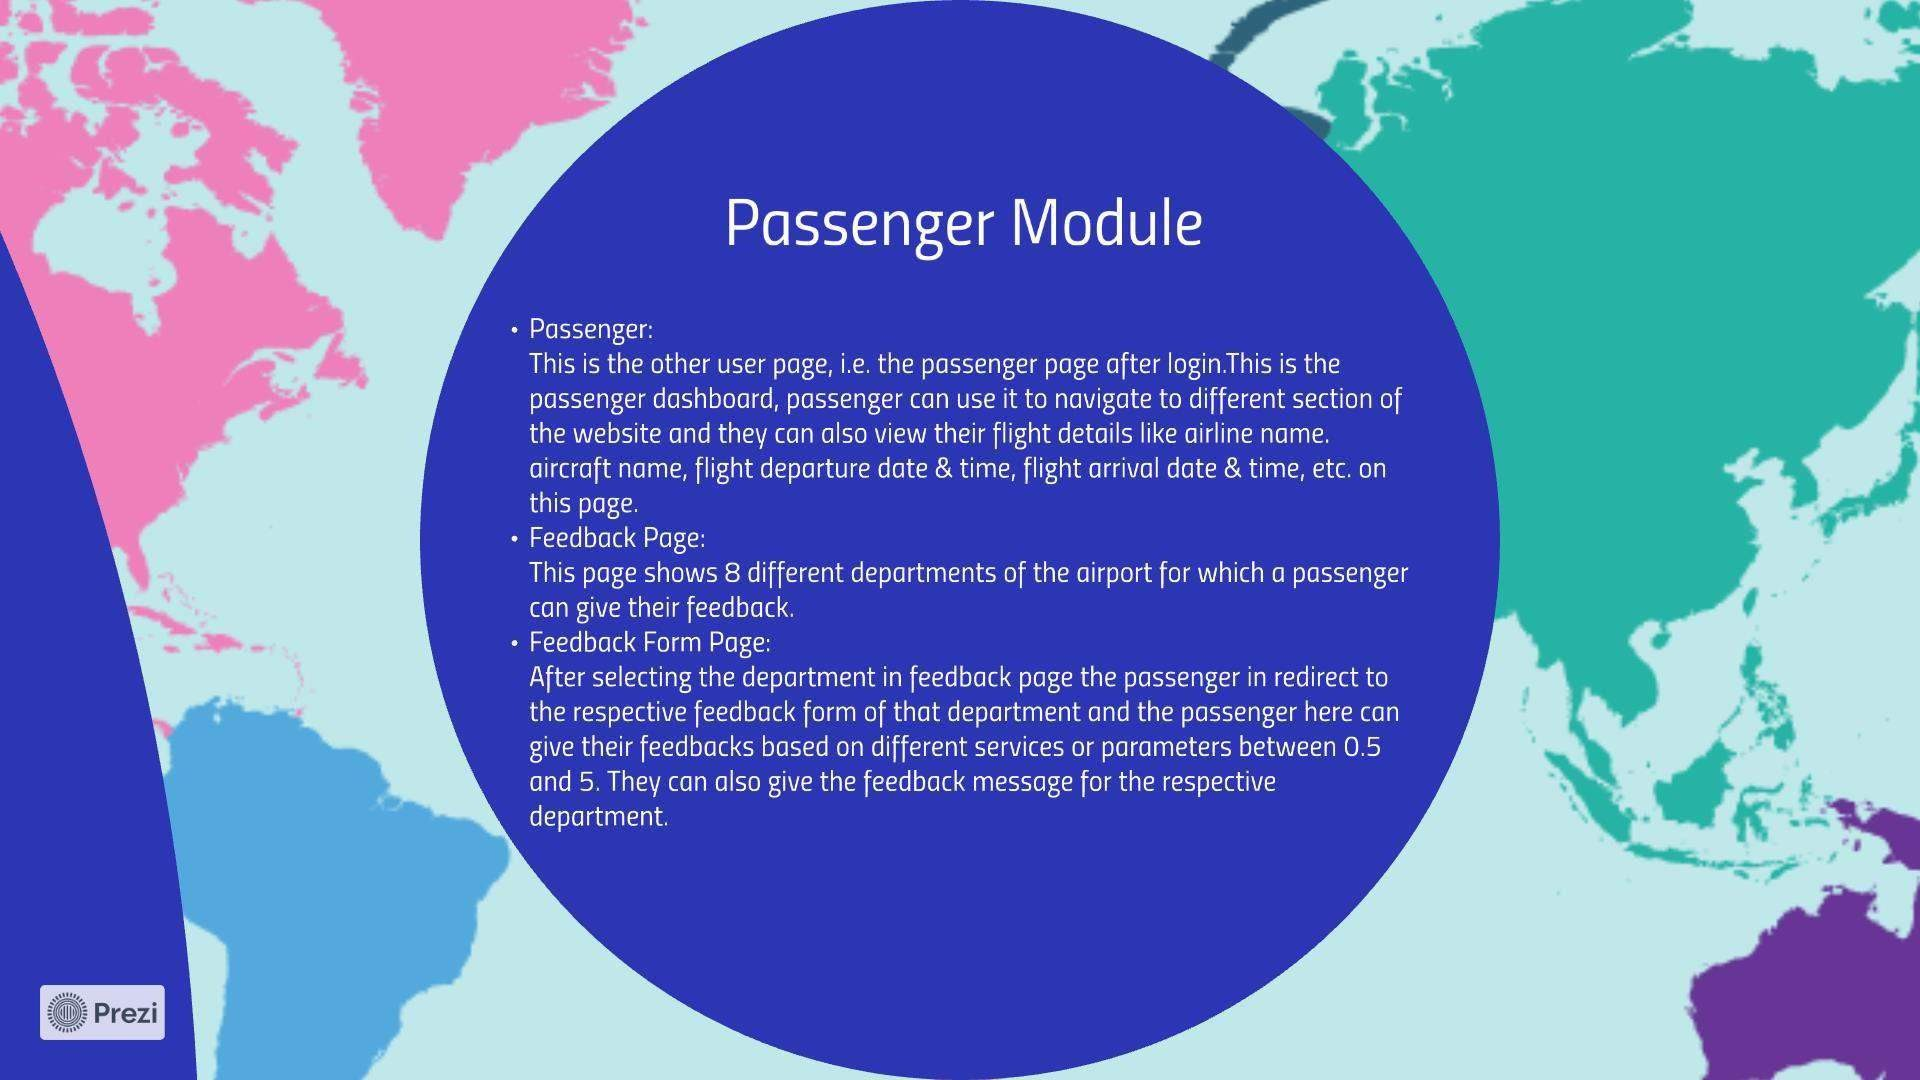 Passenger Module
• Passenger:
This is the other user page, i.e. the passenger page after login.This is the
passenger dashboard, passenger can use it to navigate to different section of
the website and they can also view their flight details like airline name.
aircraft name, flight departure date & time, flight arrival date & time, etc. on
this page.
• Feedback Page:
This page shows 8 different departments of the airport for which a passenger
can give their feedback.
• Feedback Form Page:
After selecting the department in feedback page the passenger in redirect to
the respective feedback form of that department and the passenger here can
give their feedbacks based on different services or parameters between 0.5
and 5. They can also give the feedback message for the respective
department.
Prezi